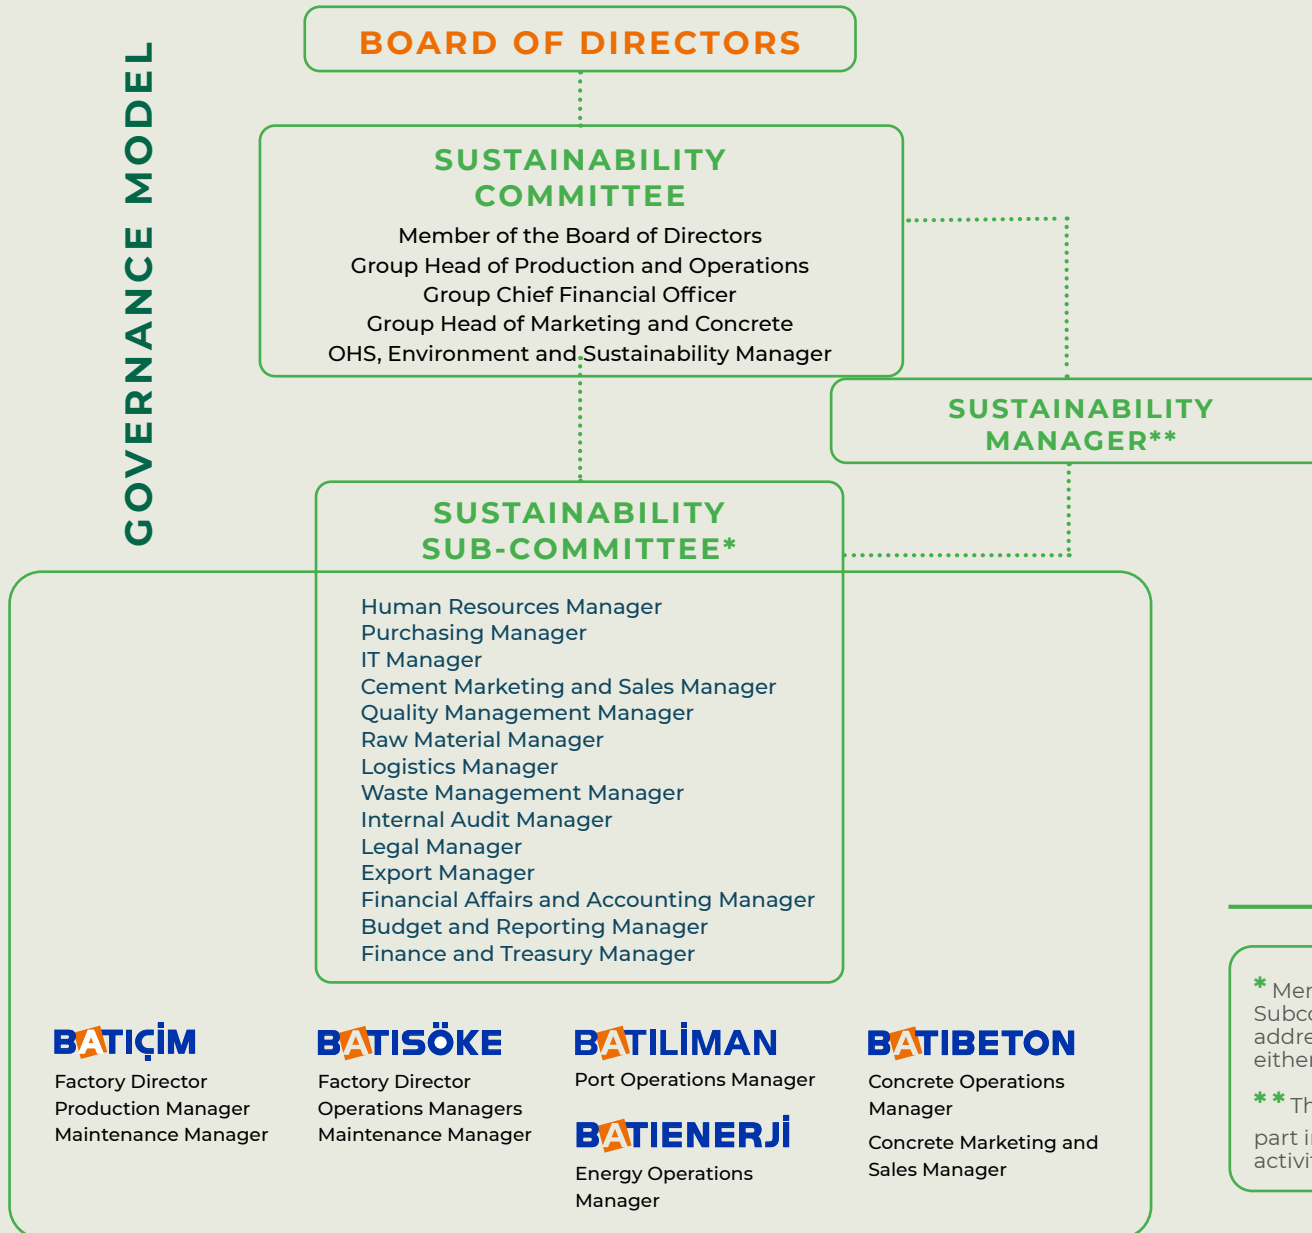 GOVERNANCE MODEL
BOARD OF DIRECTORS
SUSTAINABILITY
COMMITTEE
Member of the Board of Directors
Group Head of Production and Operations
Group Chief Financial Officer
Group Head of Marketing and Concrete
OHS, Environment and Sustainability Manager
SUSTAINABILITY
MANAGER**
SUSTAINABILITY
SUB-COMMITTEE*
Human Resources Manager
Purchasing Manager
IT Manager
Cement Marketing and Sales Manager
Quality Management Manager
Raw Material Manager
Logistics Manager
Waste Management Manager
Internal Audit Manager
Legal Manager
Export Manager
Financial Affairs and Accounting Manager
Budget and Reporting Manager
Finance and Treasury Manager
BATIÇİM
Factory Director
Production Manager
Maintenance Manager
BATISÖKE
Factory Director
Operations Managers
Maintenance Manager
BATILİMAN
Port Operations Manager
BATIENERJİ
Energy Operations
Manager
BATIBETON
Concrete Operations
Manager
Concrete Marketing and
Sales Manager
*
either
**
part